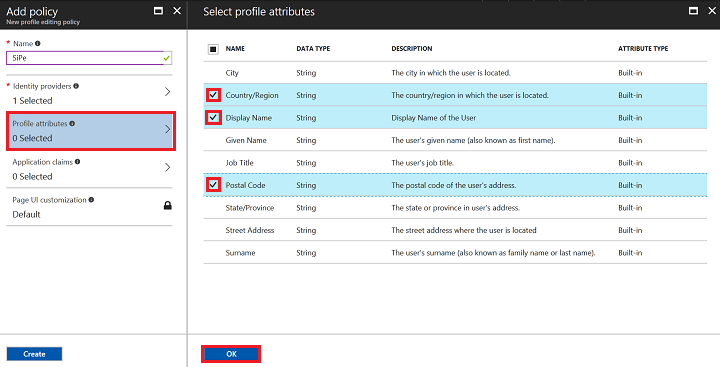 Add policy
New profile editing policy
* Name
SiPe
* Identity providers
1 Selected
Profile attributes
0 Selected
Application claims
0 Selected
Page UI customization
Default
Create
Select profile attributes
NAME DATA TYPE DESCRIPTION ATTRIBUTE TYPE
City String The city in which the user is located. Built-in
Country/Region String The country/region in which the user is located. Built-in
Display Name String Display Name of the User Built-in
Given Name String The user's given name (also known as first name). Built-in
Job Title String The user's job title. Built-in
Postal Code String The postal code of the user's address. Built-in
State/Province String The state or province in user's address. Built-in
Street Address String The street address where the user is located Built-in
Surname String The user's surname (also known as family name or last name). Built-in
OK